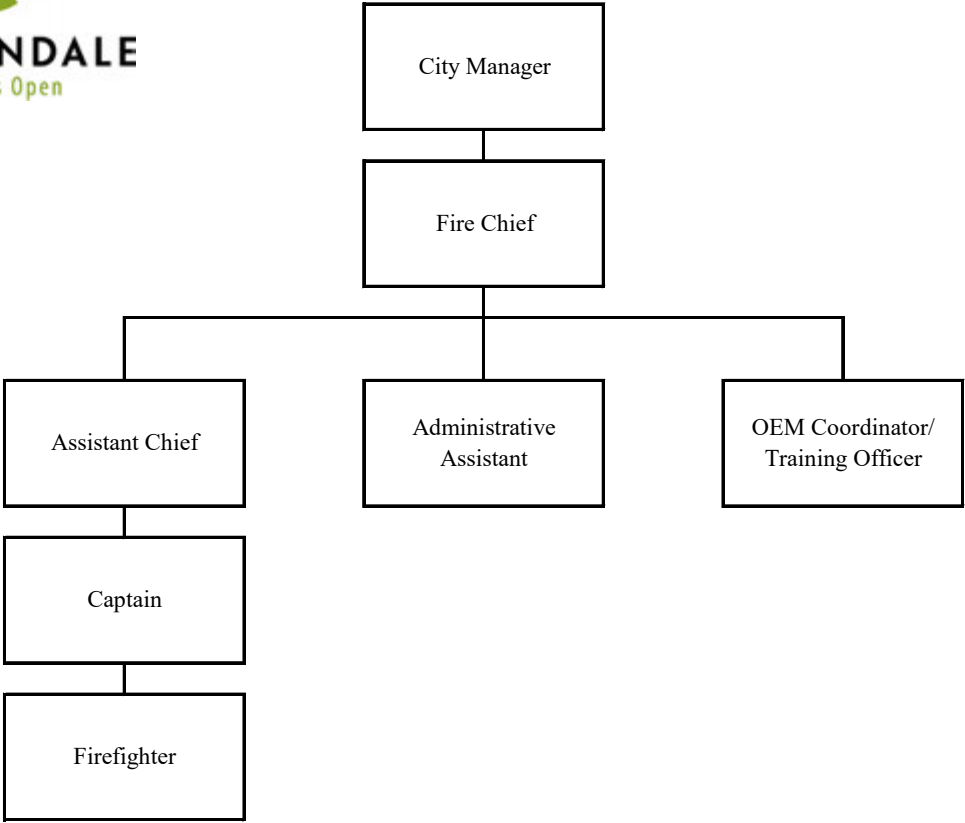 NDALE
s Open
City Manager
Fire Chief
Assistant Chief
Administrative
Assistant
OEM Coordinator/
Training Officer
Captain
Firefighter